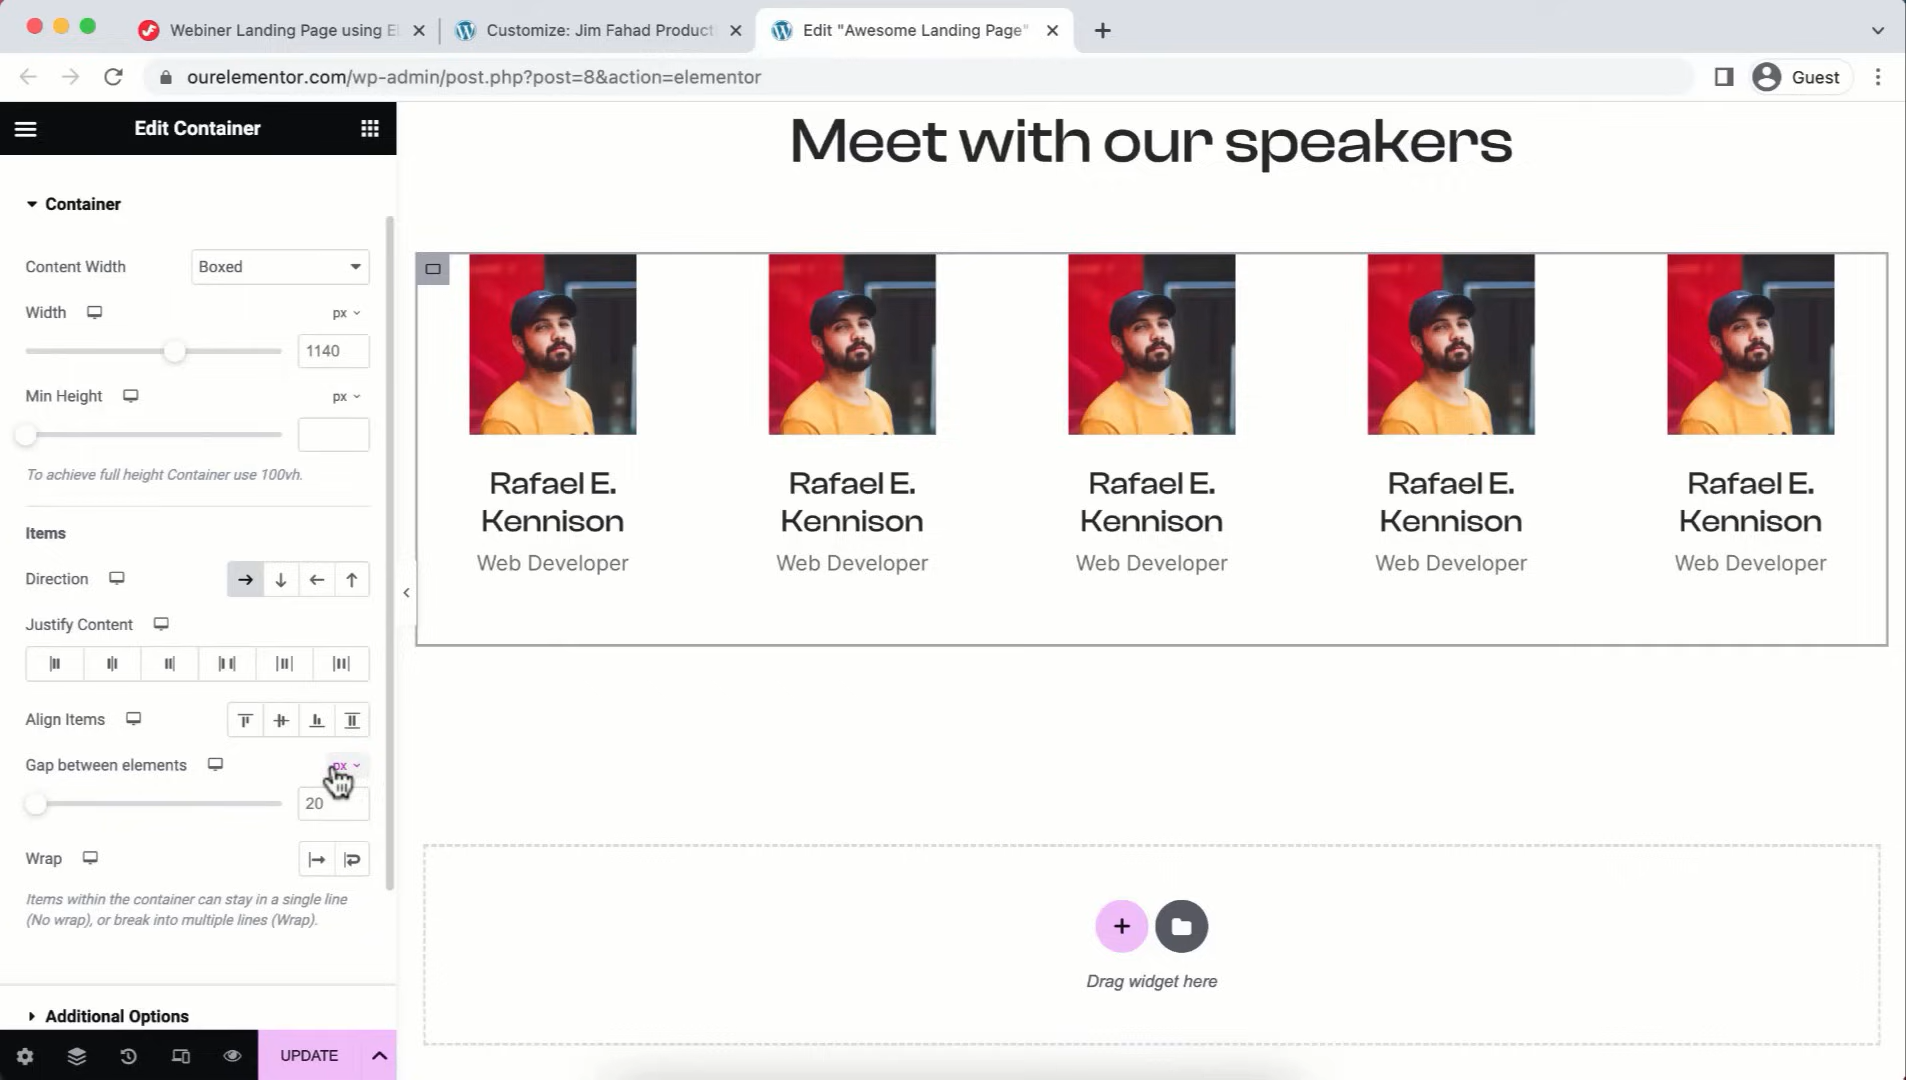 Webiner Landing Page using E
Customize: Jim Fahad Product
Edit "Awesome Landing Page"
ourelementor.com/wp-admin/post.php?post=8&action=elementor
Guest
Edit Container
Container
Content Width
Boxed
Width
px
1140
Min Height
px
To achieve full height Container use 100vh.
Items
Direction
Justify Content
Align Items
Gap between elements
px
20
Wrap
Items within the container can stay in a single line
(No wrap), or break into multiple lines (Wrap).
Additional Options
UPDATE
Meet with our speakers
Rafael E.
Kennison
Web Developer
Rafael E.
Kennison
Web Developer
Rafael E.
Kennison
Web Developer
Rafael E.
Kennison
Web Developer
Rafael E.
Kennison
Web Developer
Drag widget here